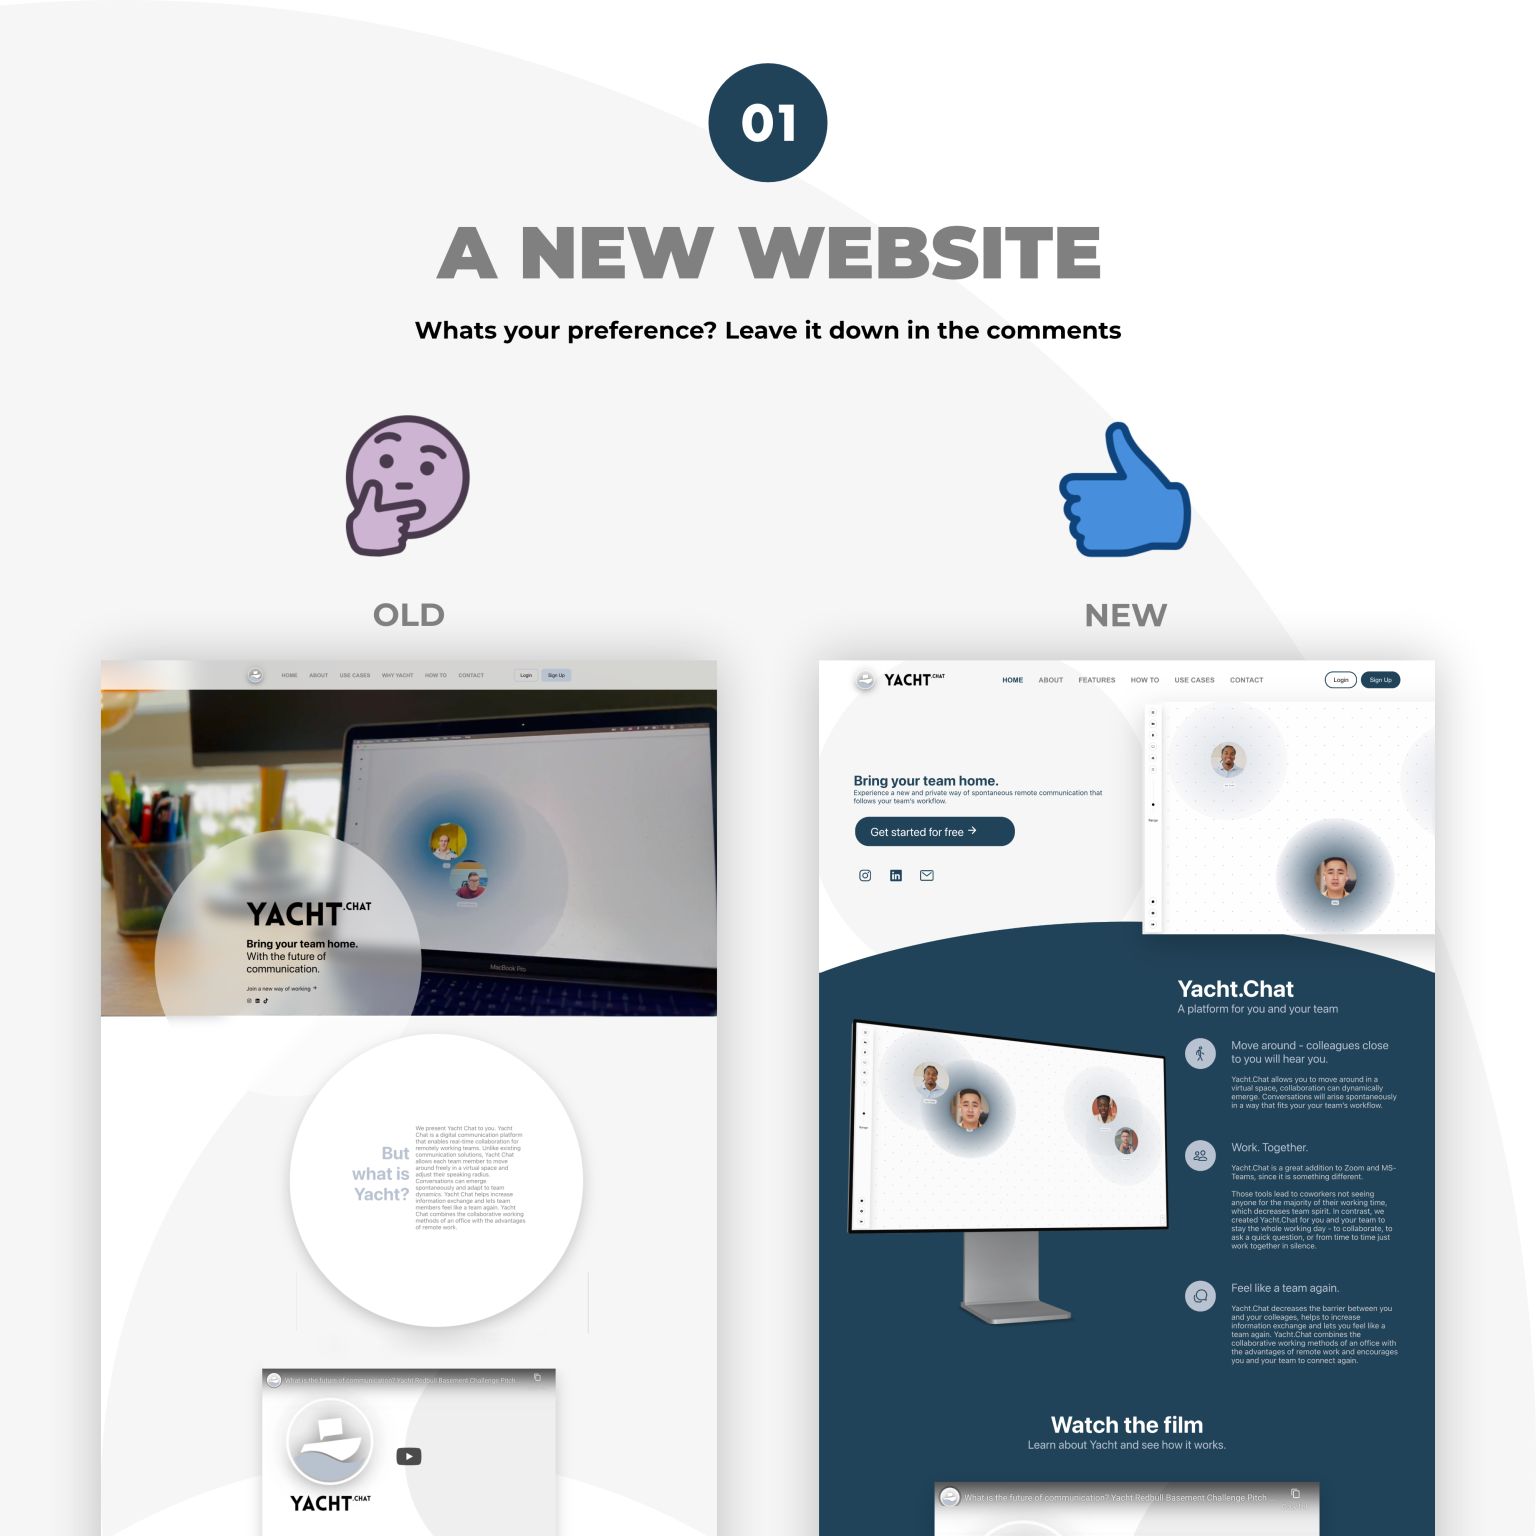 01
A NEW WEBSITE
Whats your preference? Leave it down in the comments
OLD
HOME ABOUT USE CASES WHY YACHT HOW TO CONTACT Login Sign Up
MacBook Pro
YACHT.CHAT
Bring your team home.
With the future of
communication.
Join a new way of working →
But
what is
Yacht?
We present Yacht Chat to you. Yacht
Chat is a digital communication platform
that enables real-time collaboration for
remotely working teams. Unlike existing
communication solutions, Yacht Chat
allows each team member to move
around freely in a virtual space and
adjust their speaking radius.
Conversations can emerge
spontaneously and adapt to team
dynamics. Yacht Chat helps increase
information exchange and lets team
members feel like a team again. Yacht
Chat combines the collaborative working
methods of an office with the advantages
of remote work.
What is the future of communication? Yacht Redbull Basement Challenge Pitch
YACHT.CHAT
NEW
YACHT.CHAT HOME ABOUT FEATURES HOW TO USE CASES CONTACT Login Sign Up
Bring your team home.
Experience a new and private way of spontaneous remote communication that
follows your team's workflow.
Get started for free →
Range
Yacht.Chat
A platform for you and your team
Range
Move around - colleagues close
to you will hear you.
Yacht.Chat allows you to move around in a
virtual space, collaboration can dynamically
emerge. Conversations will arise spontaneously
in a way that fits your your team's workflow.
Work. Together.
Yacht.Chat is a great addition to Zoom and MS-
Teams, since it is something different.
Those tools lead to coworkers not seeing
anyone for the majority of their working time,
which decreases team spirit. In contrast, we
created Yacht.Chat for you and your team to
stay the whole working day - to collaborate, to
ask a quick question, or from time to time just
work together in silence.
Feel like a team again.
Yacht.Chat decreases the barrier between you
and your colleages, helps to increase
information exchange and lets you feel like a
team again. Yacht.Chat combines the
collaborative working methods of an office with
the advantages of remote work and encourages
you and your team to connect again.
Watch the film
Learn about Yacht and see how it works.
What is the future of communication? Yacht Redbull Basement Challenge Pitch